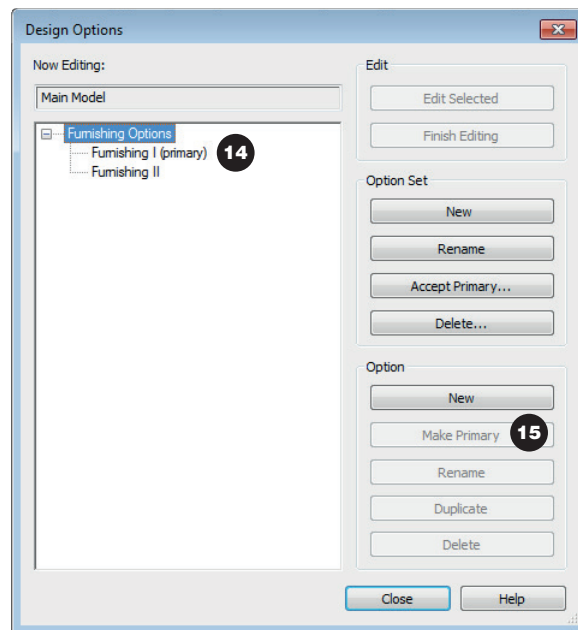 Design Options
Now Editing:
Main Model
Furnishing Options
Furnishing I (primary)
14
Furnishing II
Edit
Edit Selected
Finish Editing
Option Set
New
Rename
Accept Primary...
Delete...
Option
New
Make Primary
15
Rename
Duplicate
Delete
Close
Help